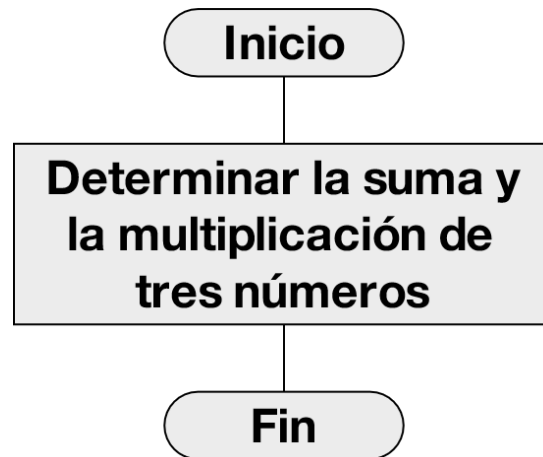 Inicio
Determinar la suma y
la multiplicación de
tres números
Fin